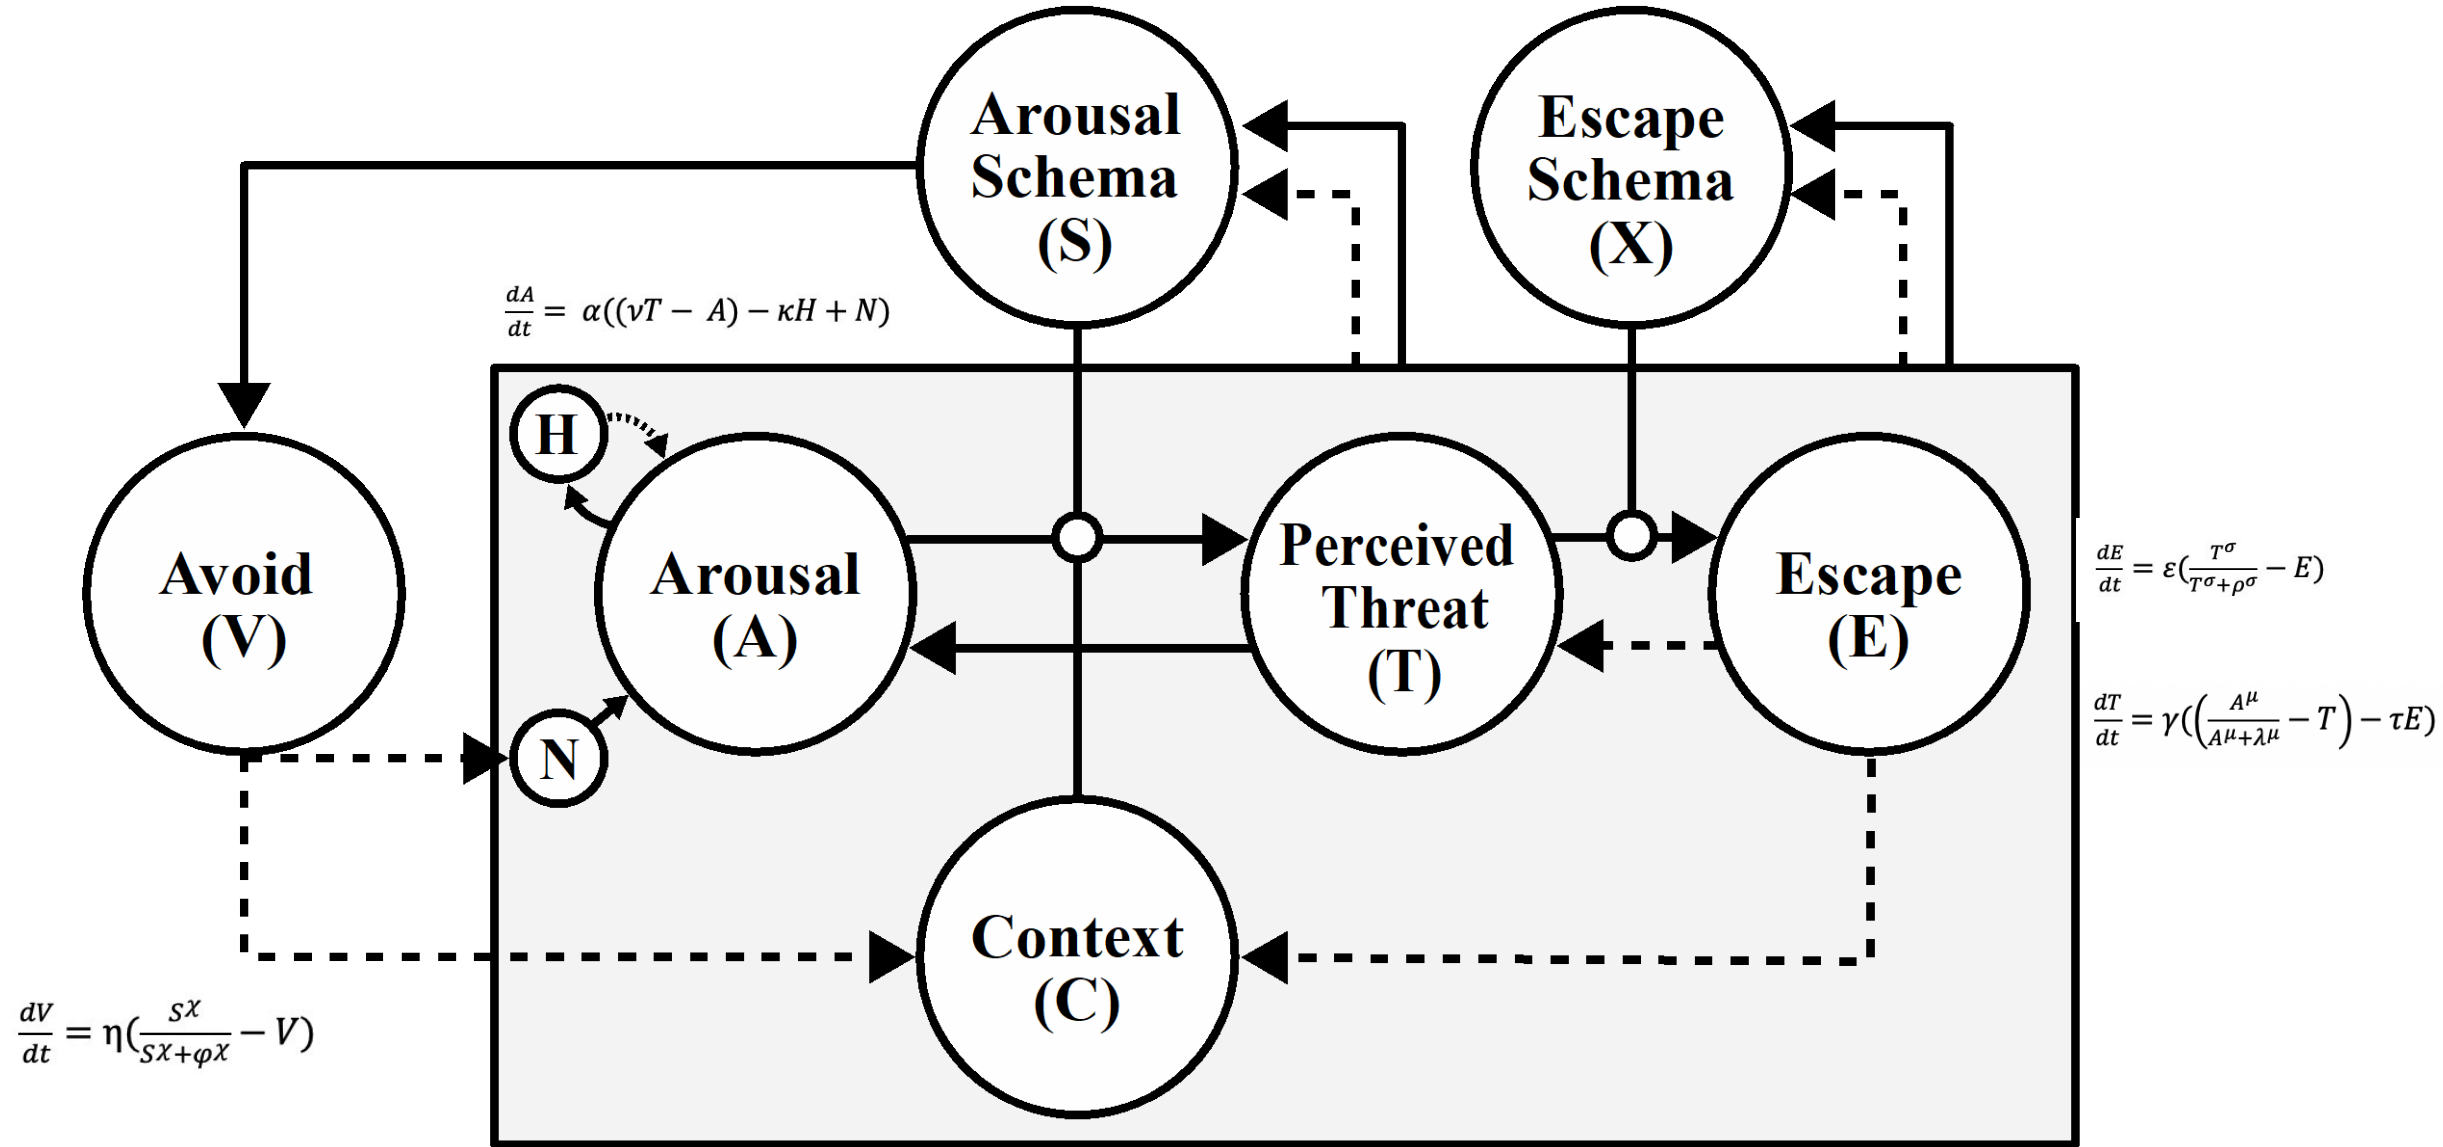 Arousal
Schema
(S)
Escape
Schema
(X)
dA/dt = α((νT − A) − κH + N)
H
Avoid
(V)
Arousal
(A)
Perceived
Threat
(T)
Escape
(E)
dE/dt = ε(T^σ/(T^σ+ρ^σ) − E)
N
dT/dt = γ((A^μ/(A^μ+λ^μ) − T) − τE)
Context
(C)
dV/dt = η(S^χ/(S^χ+φ^χ) − V)